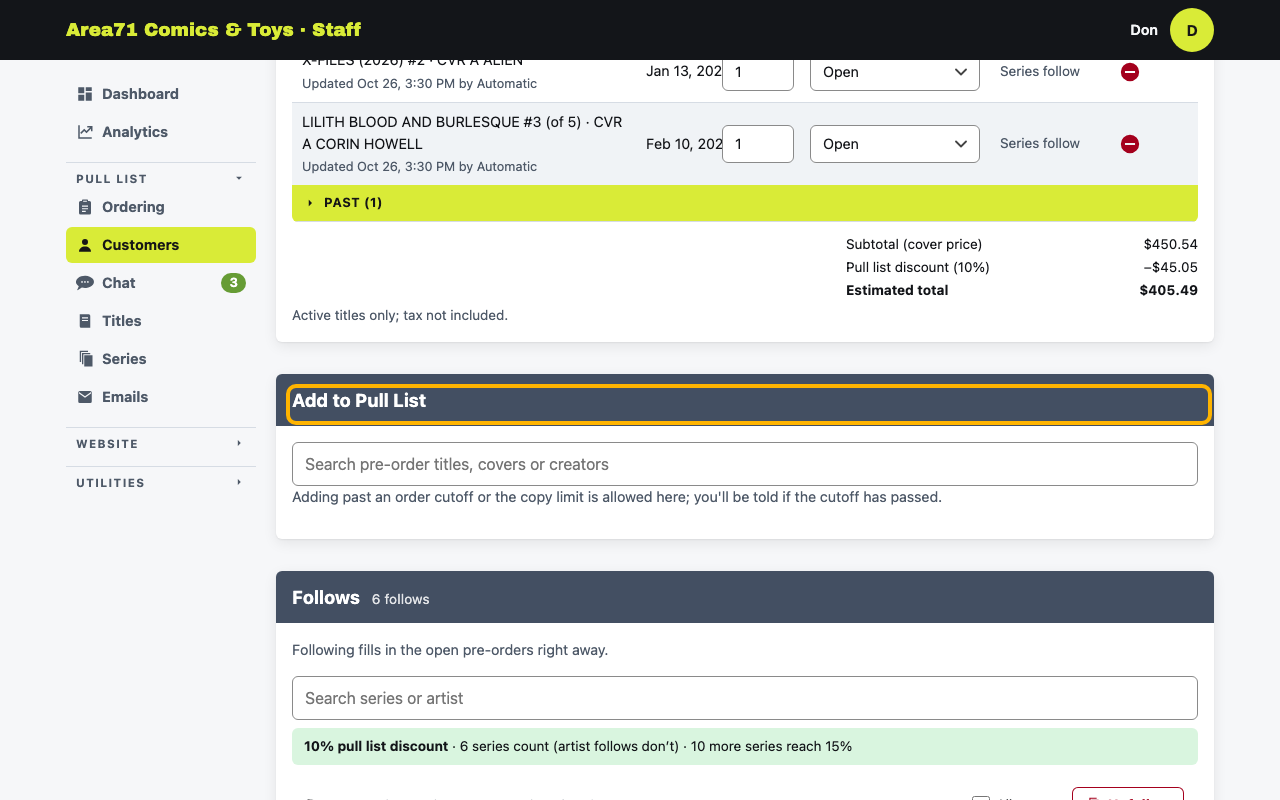 Area71 Comics & Toys · Staff
Don
D
Dashboard
Analytics
PULL LIST
Ordering
Customers
Chat
3
Titles
Series
Emails
WEBSITE
UTILITIES
X-FILES (2026) #2 · CVR A ALIEN
Updated Oct 26, 3:30 PM by Automatic
Jan 13, 202
1
Open
Series follow
LILITH BLOOD AND BURLESQUE #3 (of 5) · CVR
A CORIN HOWELL
Updated Oct 26, 3:30 PM by Automatic
Feb 10, 202
1
Open
Series follow
PAST (1)
Subtotal (cover price) $450.54
Pull list discount (10%) –$45.05
Estimated total $405.49
Active titles only; tax not included.
Add to Pull List
Search pre-order titles, covers or creators
Adding past an order cutoff or the copy limit is allowed here; you'll be told if the cutoff has passed.
Follows 6 follows
Following fills in the open pre-orders right away.
Search series or artist
10% pull list discount · 6 series count (artist follows don’t) · 10 more series reach 15%